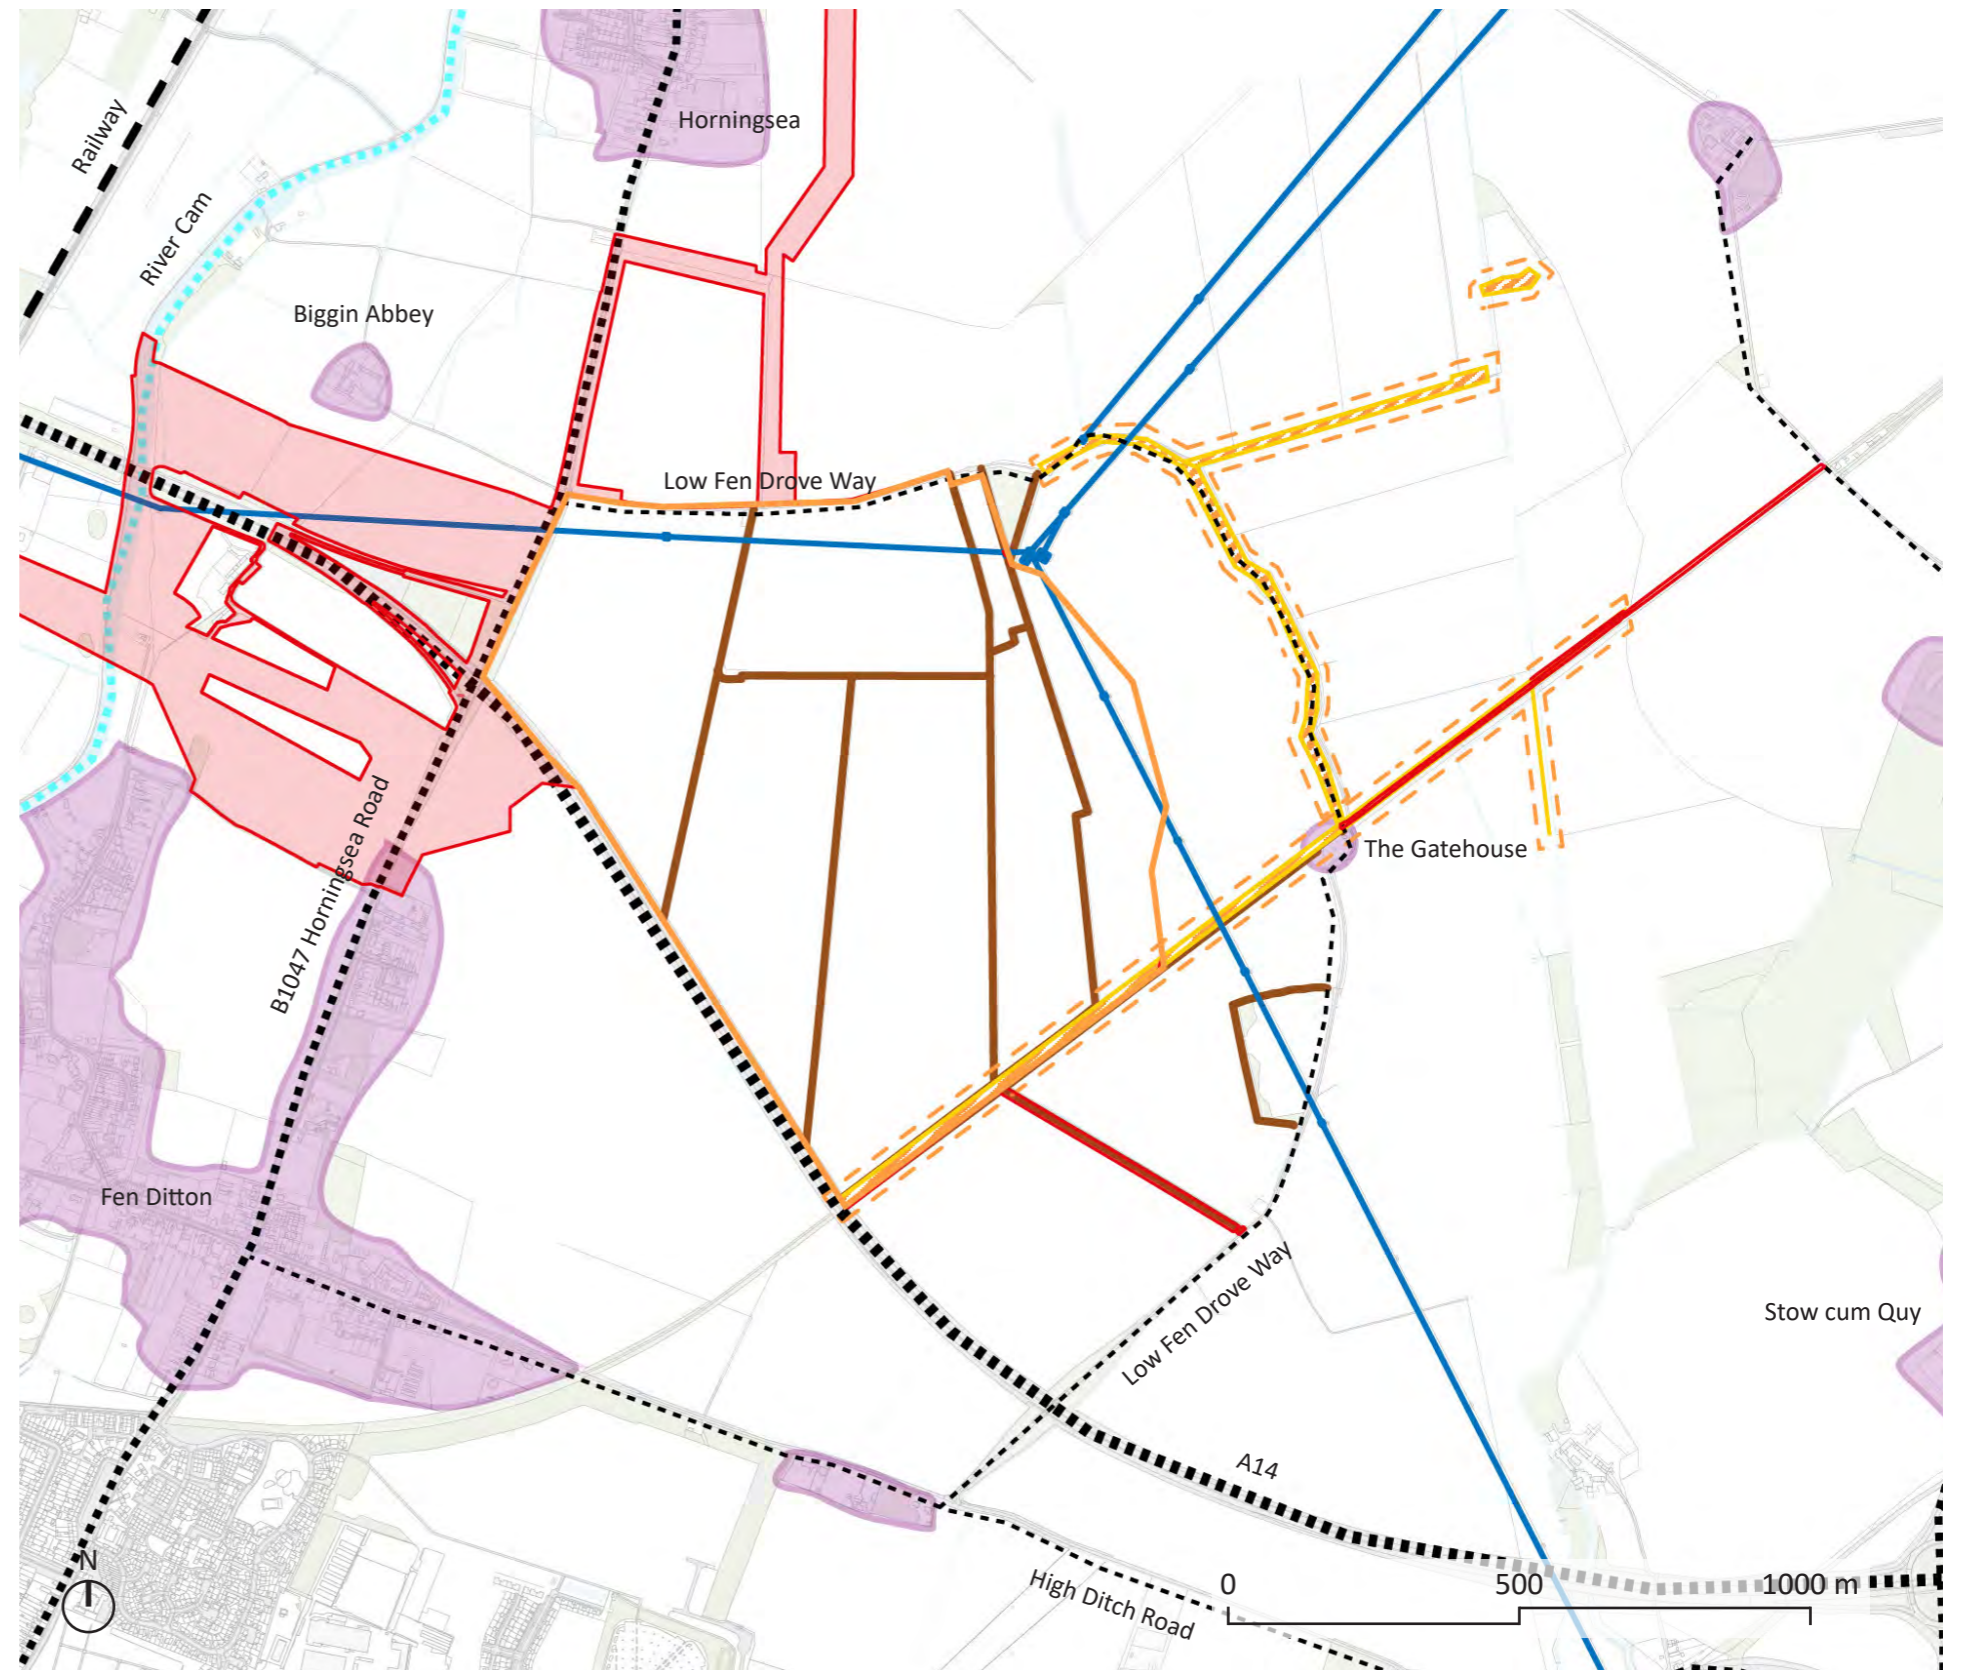 Horningsea
Railway
River Cam
Biggin Abbey
Low Fen Drove Way
The Gatehouse
B1047 Horningsea Road
Fen Ditton
Low Fen Drove Way
Stow cum Quy
A14
N
High Ditch Road
0 500 1000 m